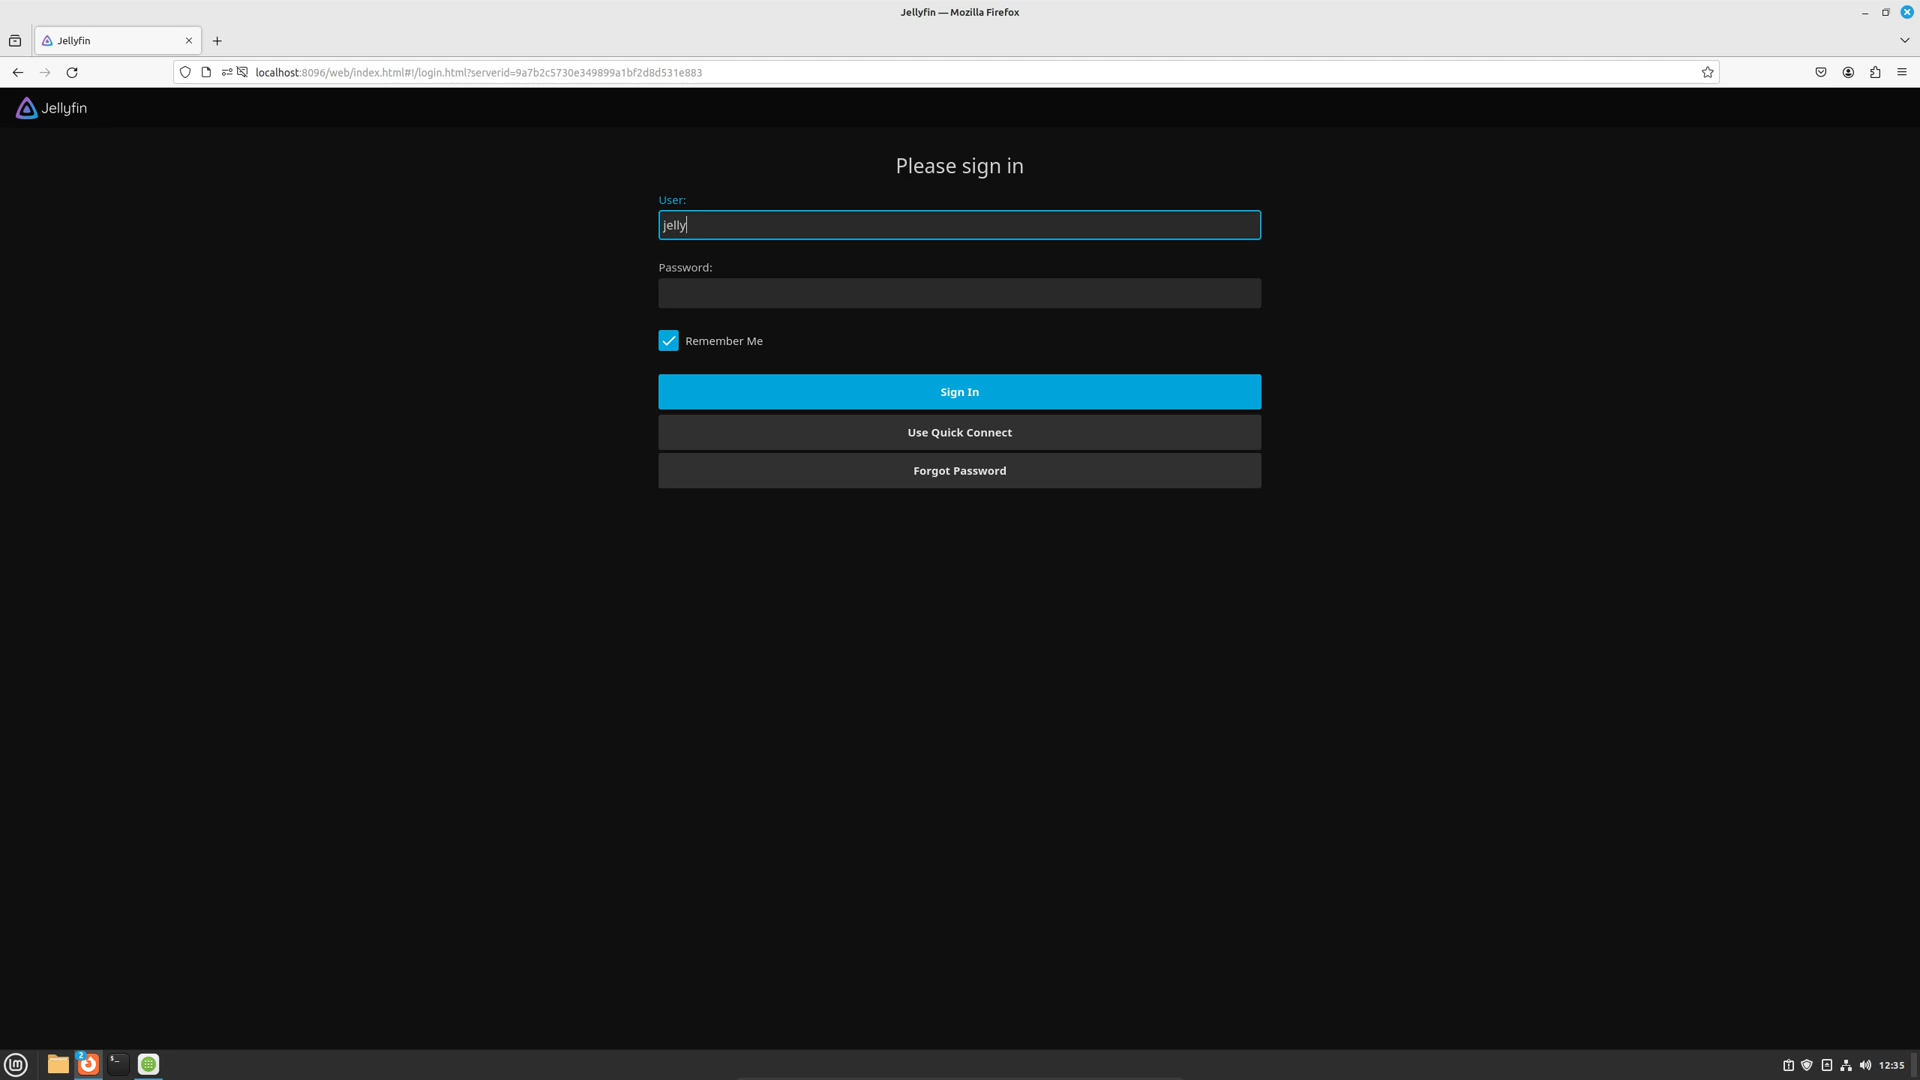 Jellyfin — Mozilla Firefox
Jellyfin
localhost:8096/web/index.html#!/login.html?serverid=9a7b2c5730e349899a1bf2d8d531e883
Jellyfin
Please sign in
User:
jelly
Password:
Remember Me
Sign In
Use Quick Connect
Forgot Password
2
$_
12:35